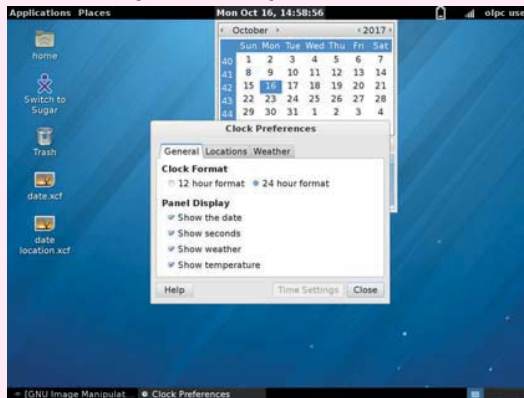 Applications Places Mon Oct 16, 14:58:56 olpc use
home
Switch to
Sugar
Trash
date.xcf
date
location.xcf
October 2017
Sun Mon Tue Wed Thu Fri Sat
40 1 2 3 4 5 6 7
41 8 9 10 11 12 13 14
42 15 16 17 18 19 20 21
43 22 23 24 25 26 27 28
44 29 30 31 1 2 3 4
Clock Preferences
General Locations Weather
Clock Format
12 hour format 24 hour format
Panel Display
Show the date
Show seconds
Show weather
Show temperature
Help Time Settings Close
[GNU Image Manipulat... Clock Preferences